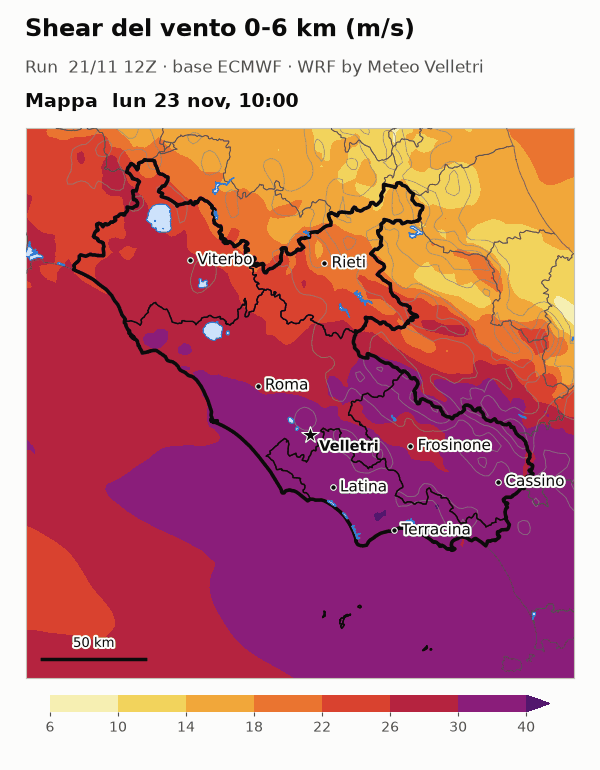 Shear del vento 0-6 km (m/s)
Run 21/11 12Z · base ECMWF · WRF by Meteo Velletri
Mappa lun 23 nov, 10:00
Viterbo
Rieti
Roma
Velletri
Frosinone
Latina
Cassino
Terracina
50 km
6 10 14 18 22 26 30 40